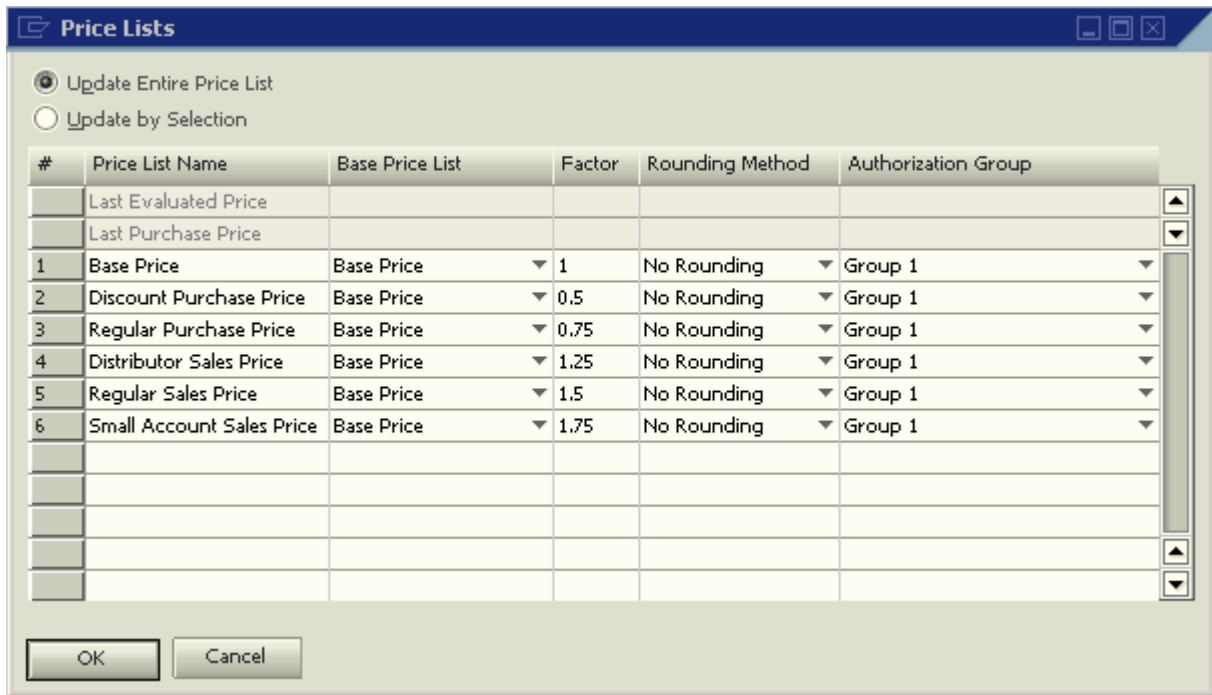 Price Lists
Update Entire Price List
Update by Selection
# Price List Name Base Price List Factor Rounding Method Authorization Group
Last Evaluated Price
Last Purchase Price
1 Base Price Base Price 1 No Rounding Group 1
2 Discount Purchase Price Base Price 0.5 No Rounding Group 1
3 Regular Purchase Price Base Price 0.75 No Rounding Group 1
4 Distributor Sales Price Base Price 1.25 No Rounding Group 1
5 Regular Sales Price Base Price 1.5 No Rounding Group 1
6 Small Account Sales Price Base Price 1.75 No Rounding Group 1
OK Cancel